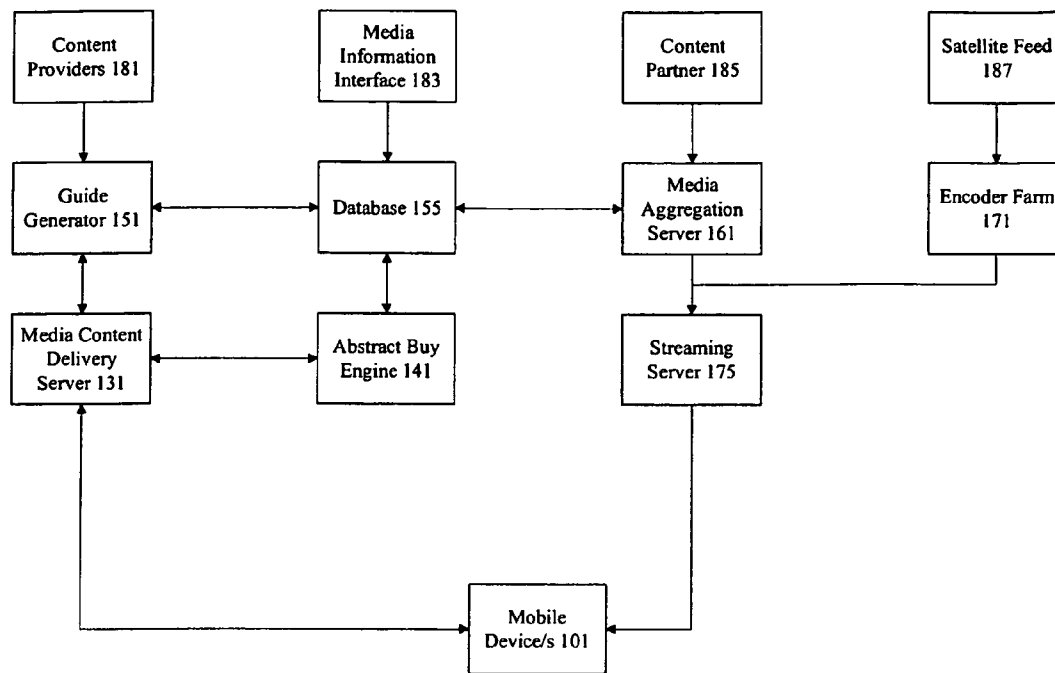 Content
Providers 181
Media
Information
Interface 183
Content
Partner 185
Satellite Feed
187
Guide
Generator 151
Database 155
Media
Aggregation
Server 161
Encoder Farm
171
Media Content
Delivery
Server 131
Abstract Buy
Engine 141
Streaming
Server 175
Mobile
Device/s 101